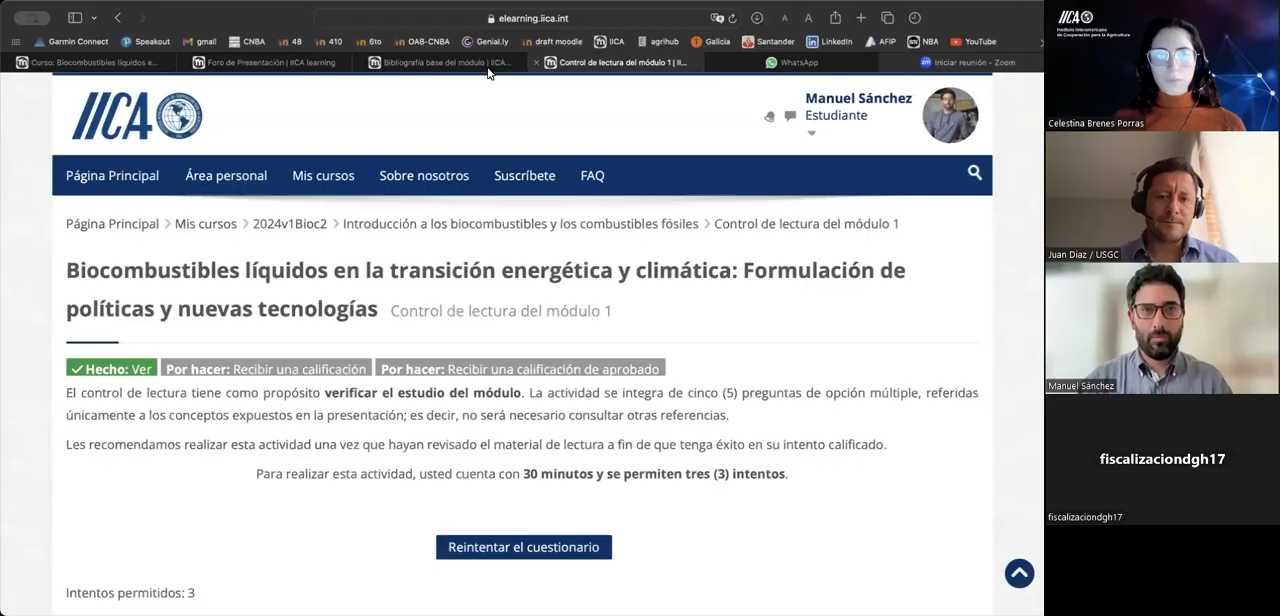 elearning.iica.int
Garmin Connect
Speakout
gmail
CNBA
48
410
6to
OAB-CNBA
Genial.ly
draft moodle
IICA
agrihub
Galicia
Santander
LinkedIn
AFIP
NBA
YouTube
Curso: Biocombustibles líquidos e...
Foro de Presentación | IICA learning
Bibliografía base del módulo | IICA...
Control de lectura del módulo 1 | II...
WhatsApp
Iniciar reunión - Zoom
IICA
Manuel Sánchez
Estudiante
Página Principal
Área personal
Mis cursos
Sobre nosotros
Suscríbete
FAQ
Página Principal > Mis cursos > 2024v1Bioc2 > Introducción a los biocombustibles y los combustibles fósiles > Control de lectura del módulo 1
Biocombustibles líquidos en la transición energética y climática: Formulación de
políticas y nuevas tecnologías Control de lectura del módulo 1
Hecho: Ver
Por hacer: Recibir una calificación
Por hacer: Recibir una calificación de aprobado
El control de lectura tiene como propósito verificar el estudio del módulo. La actividad se integra de cinco (5) preguntas de opción múltiple, referidas
únicamente a los conceptos expuestos en la presentación; es decir, no será necesario consultar otras referencias.
Les recomendamos realizar esta actividad una vez que hayan revisado el material de lectura a fin de que tenga éxito en su intento calificado.
Para realizar esta actividad, usted cuenta con 30 minutos y se permiten tres (3) intentos.
Reintentar el cuestionario
Intentos permitidos: 3
IICA
Instituto Interamericano
de Cooperación para la Agricultura
Celestina Brenes Porras
Juan Diaz / USGC
Manuel Sánchez
fiscalizaciondgh17
fiscalizaciondgh17